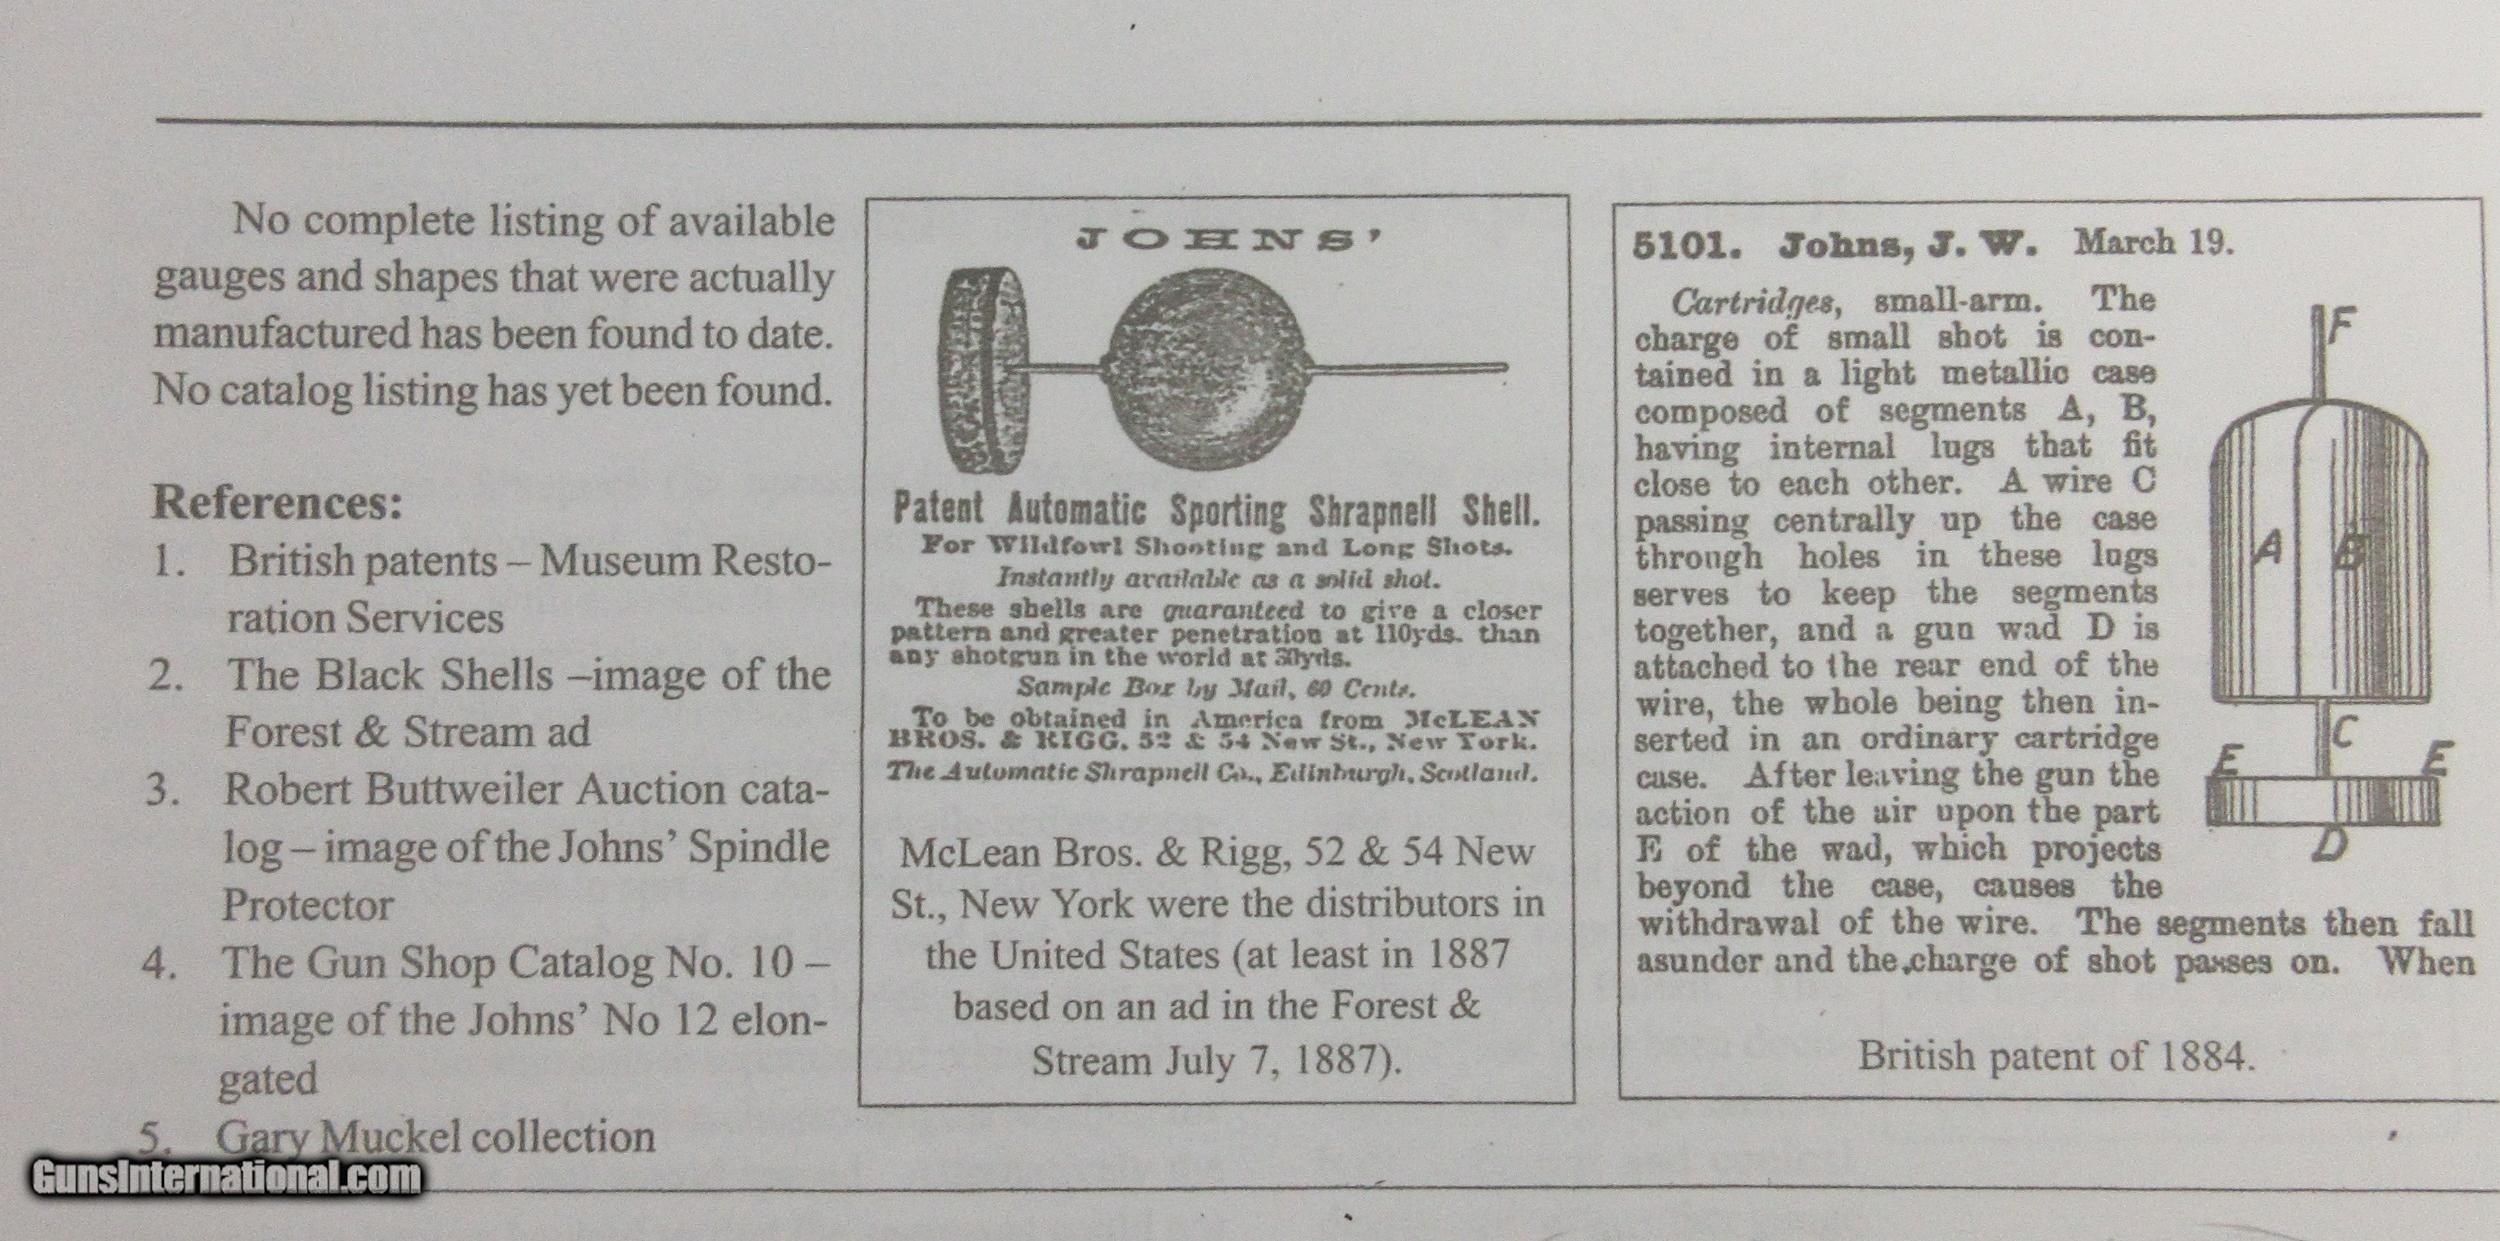 No complete listing of available
gauges and shapes that were actually
manufactured has been found to date.
No catalog listing has yet been found.
References:
1. British patents – Museum Resto-
ration Services
2. The Black Shells –image of the
Forest & Stream ad
3. Robert Buttweiler Auction cata-
log – image of the Johns’ Spindle
Protector
4. The Gun Shop Catalog No. 10 –
image of the Johns’ No 12 elon-
gated
5. Gary Muckel collection
JOHNS’
Patent Automatic Sporting Shrapnell Shell.
For Wildfowl Shooting and Long Shots.
Instantly available as a solid shot.
These shells are guaranteed to give a closer
pattern and greater penetration at 110yds. than
any shotgun in the world at 30yds.
Sample Box by Mail, 60 Cents.
To be obtained in America from McLEAN
BROS. & RIGG. 52 & 54 New St., New York.
The Automatic Shrapnell Co., Edinburgh, Scotland.
McLean Bros. & Rigg, 52 & 54 New
St., New York were the distributors in
the United States (at least in 1887
based on an ad in the Forest &
Stream July 7, 1887).
5101. Johns, J. W. March 19.
Cartridges, small-arm. The
charge of small shot is con-
tained in a light metallic case
composed of segments A, B,
having internal lugs that fit
close to each other. A wire C
passing centrally up the case
through holes in these lugs
serves to keep the segments
together, and a gun wad D is
attached to the rear end of the
wire, the whole being then in-
serted in an ordinary cartridge
case. After leaving the gun the
action of the air upon the part
E of the wad, which projects
beyond the case, causes the
withdrawal of the wire. The segments then fall
asunder and the charge of shot passes on. When
F
A B
C
E E
D
British patent of 1884.
GunsInternational.com